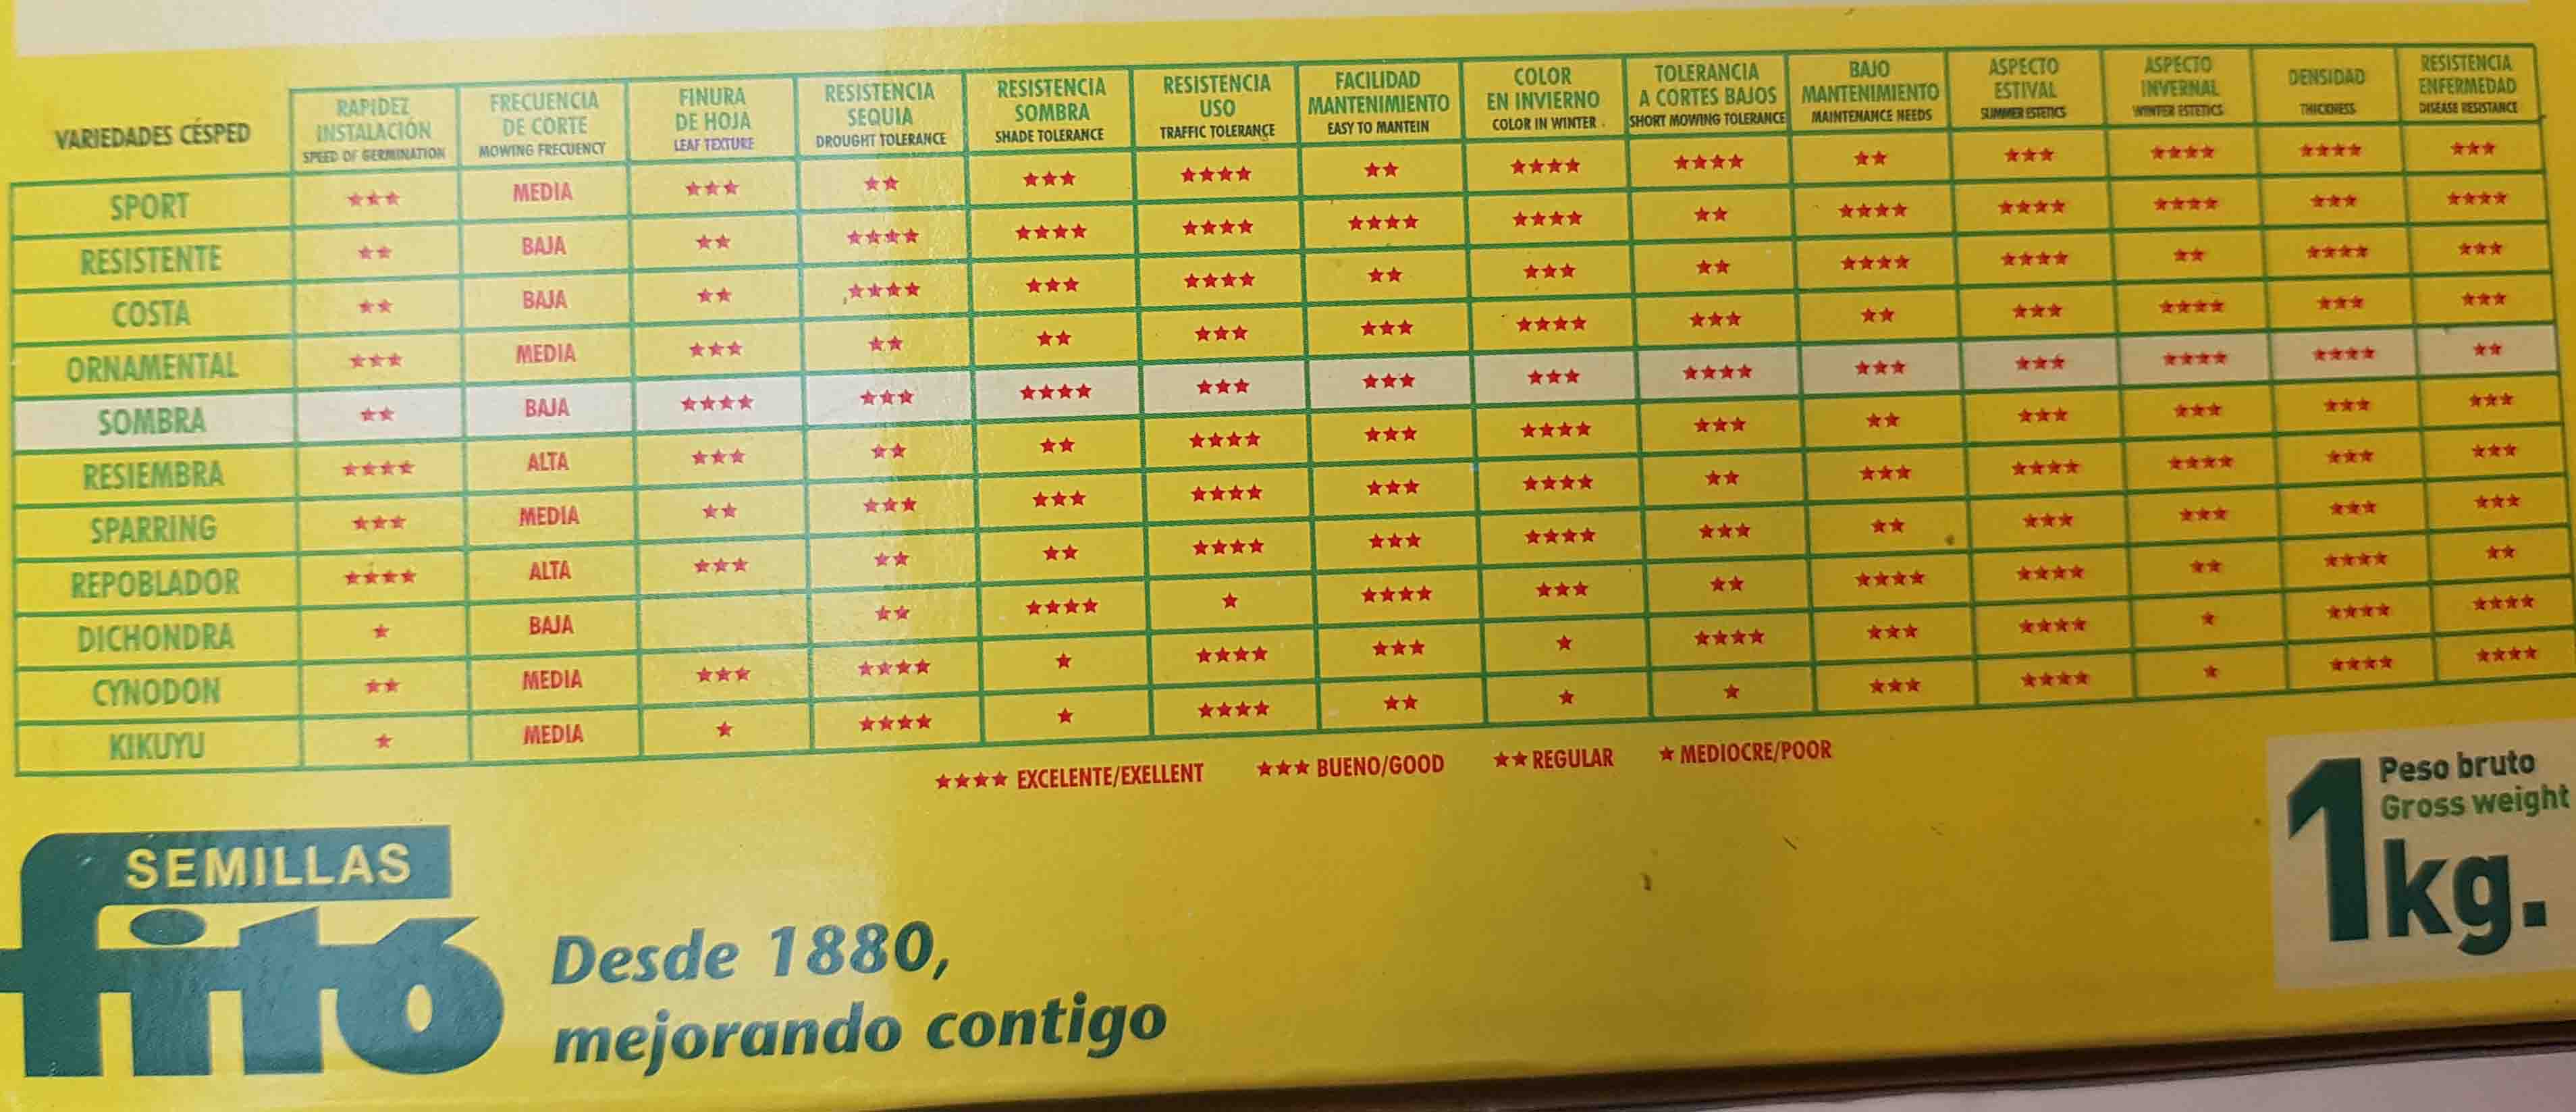 VARIEDADES CÉSPED
RAPIDEZ
INSTALACIÓN
SPEED OF GERMINATION
FRECUENCIA
DE CORTE
MOWING FRECUENCY
FINURA
DE HOJA
LEAF TEXTURE
RESISTENCIA
SEQUIA
DROUGHT TOLERANCE
RESISTENCIA
SOMBRA
SHADE TOLERANCE
RESISTENCIA
USO
TRAFFIC TOLERANCE
FACILIDAD
MANTENIMIENTO
EASY TO MANTEIN
COLOR
EN INVIERNO
COLOR IN WINTER
TOLERANCIA
A CORTES BAJOS
SHORT MOWING TOLERANCE
BAJO
MANTENIMIENTO
MAINTENANCE NEEDS
ASPECTO
ESTIVAL
SUMMER ESTETICS
ASPECTO
INVERNAL
WINTER ESTETICS
DENSIDAD
THICKNESS
RESISTENCIA
ENFERMEDAD
DISEASE RESISTANCE
SPORT ★★★ MEDIA ★★★ ★★ ★★★ ★★★★ ★★ ★★★★ ★★★★ ★★ ★★★ ★★★★ ★★★★ ★★★
RESISTENTE ★★ BAJA ★★ ★★★★ ★★★★ ★★★★ ★★★★ ★★★★ ★★ ★★★★ ★★★★ ★★★★ ★★★ ★★★★
COSTA ★★ BAJA ★★ ★★★★ ★★★ ★★★★ ★★ ★★★ ★★ ★★★★ ★★★★ ★★ ★★★★ ★★★
ORNAMENTAL ★★★ MEDIA ★★★ ★★ ★★ ★★★ ★★★ ★★★★ ★★★ ★★ ★★★ ★★★★ ★★★ ★★★
SOMBRA ★★ BAJA ★★★★ ★★★ ★★★★ ★★★ ★★★ ★★★ ★★★★ ★★★ ★★★ ★★★★ ★★★★ ★★
RESIEMBRA ★★★★ ALTA ★★★ ★★ ★★ ★★★★ ★★★ ★★★★ ★★★ ★★ ★★★ ★★★ ★★★ ★★★
SPARRING ★★★ MEDIA ★★ ★★★ ★★★ ★★★★ ★★★ ★★★★ ★★ ★★★ ★★★★ ★★★★ ★★★ ★★★
REPOBLADOR ★★★★ ALTA ★★★ ★★ ★★ ★★★★ ★★★ ★★★★ ★★★ ★★ ★★★ ★★★ ★★★ ★★★
DICHONDRA ★ BAJA ★★ ★★★★ ★ ★★★★ ★★★ ★★ ★★★★ ★★★★ ★★ ★★★★ ★★
CYNODON ★★ MEDIA ★★★ ★★★★ ★ ★★★★ ★★★ ★ ★★★★ ★★★ ★★★★ ★ ★★★★ ★★★★
KIKUYU ★ MEDIA ★ ★★★★ ★ ★★★★ ★★ ★ ★ ★★★ ★★★★ ★ ★★★★ ★★★★
★★★★ EXCELENTE/EXELLENT ★★★ BUENO/GOOD ★★ REGULAR ★ MEDIOCRE/POOR
SEMILLAS
fitó
Desde 1880,
mejorando contigo
Peso bruto
Gross weight
1kg.